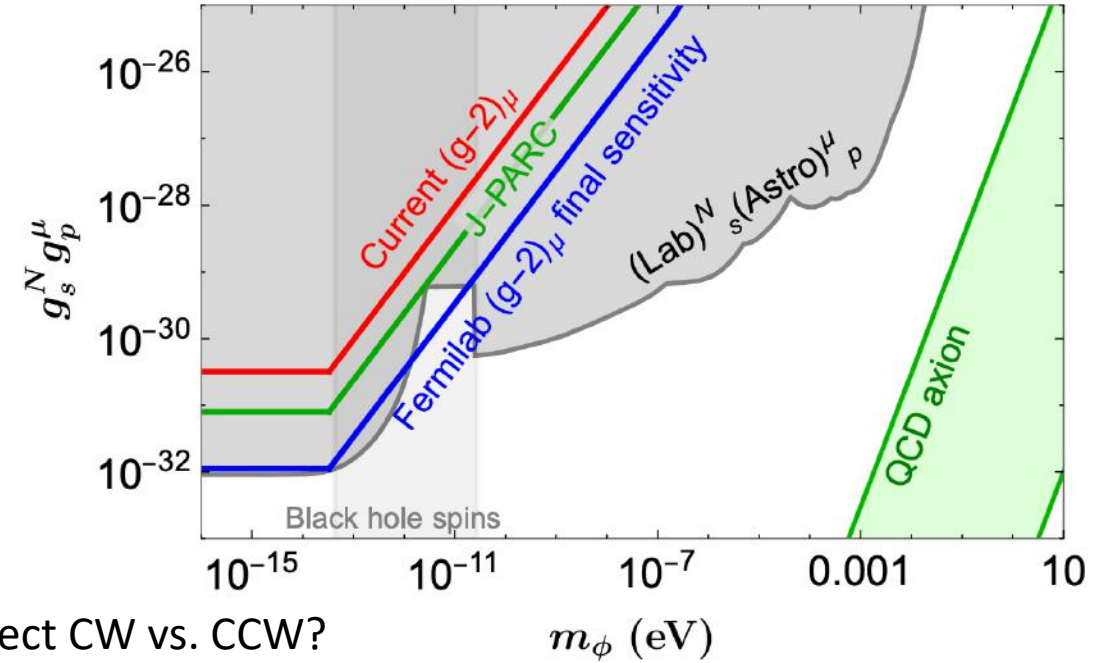 10⁻²⁶
10⁻²⁸
10⁻³⁰
10⁻³²
g_s^N g_p^μ
Current (g−2)_μ
J−PARC
Fermilab (g−2)_μ final sensitivity
(Lab)^N_s(Astro)^μ_p
QCD axion
Black hole spins
10⁻¹⁵
10⁻¹¹
10⁻⁷
0.001
10
m_ϕ (eV)
ect CW vs. CCW?